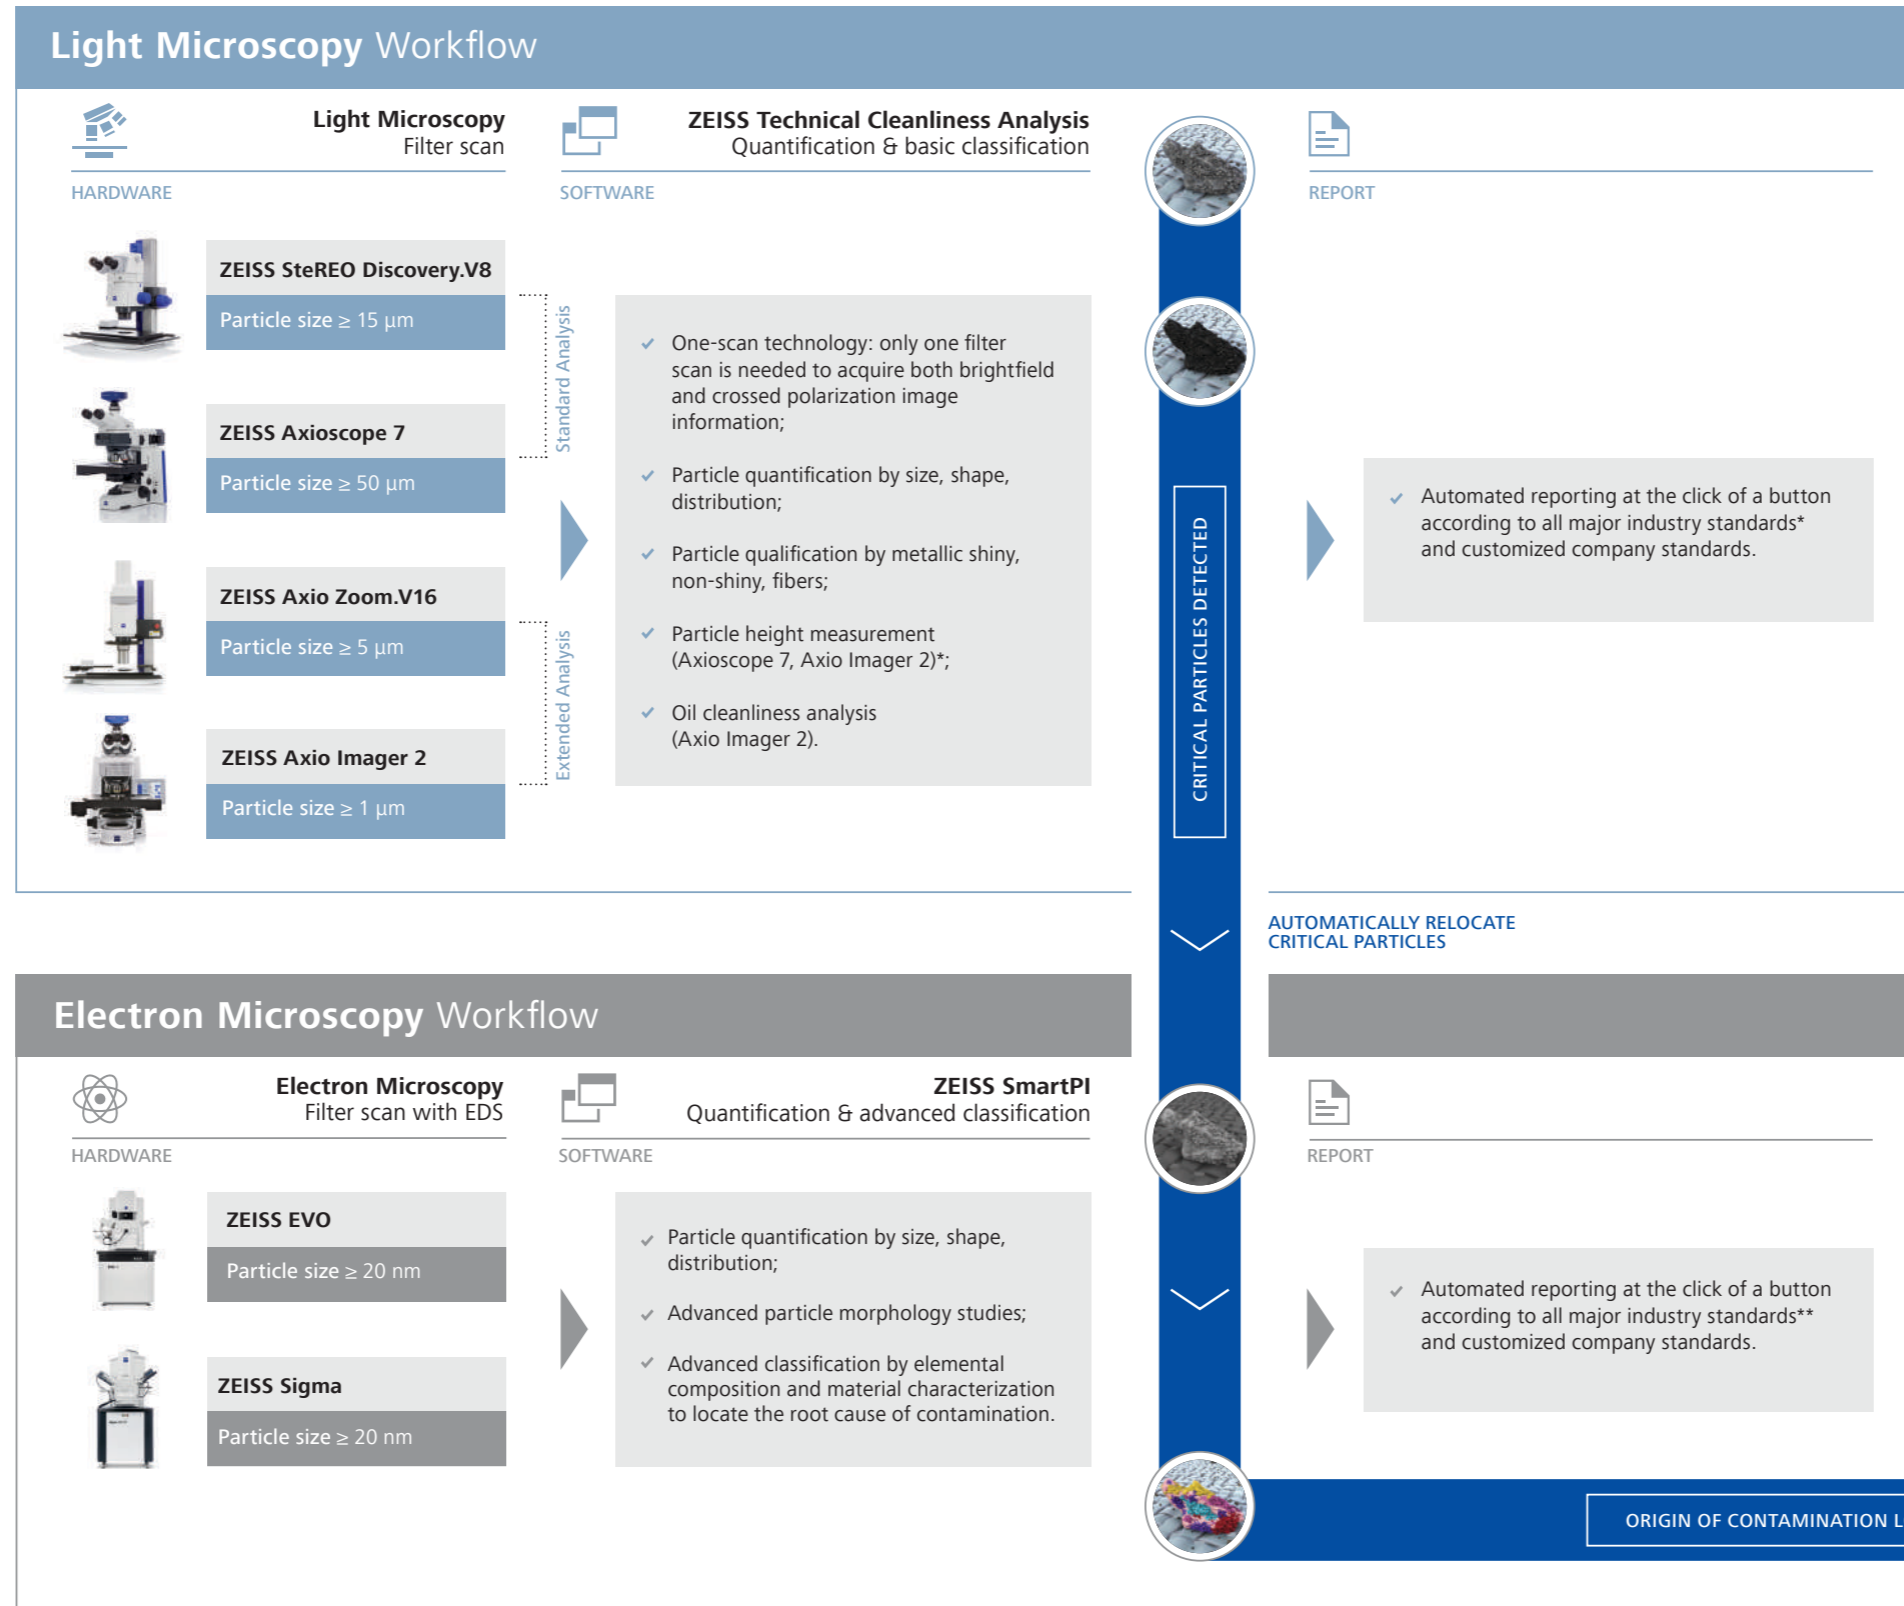 Light Microscopy Workflow
Light Microscopy
Filter scan
HARDWARE
ZEISS SteREO Discovery.V8
Particle size ≥ 15 µm
ZEISS Axioscope 7
Particle size ≥ 50 µm
Standard Analysis
ZEISS Axio Zoom.V16
Particle size ≥ 5 µm
ZEISS Axio Imager 2
Particle size ≥ 1 µm
Extended Analysis
ZEISS Technical Cleanliness Analysis
Quantification & basic classification
SOFTWARE
One-scan technology: only one filter
scan is needed to acquire both brightfield
and crossed polarization image
information;
Particle quantification by size, shape,
distribution;
Particle qualification by metallic shiny,
non-shiny, fibers;
Particle height measurement
(Axioscope 7, Axio Imager 2)*;
Oil cleanliness analysis
(Axio Imager 2).
CRITICAL PARTICLES DETECTED
REPORT
Automated reporting at the click of a button
according to all major industry standards*
and customized company standards.
AUTOMATICALLY RELOCATE
CRITICAL PARTICLES
Electron Microscopy Workflow
Electron Microscopy
Filter scan with EDS
HARDWARE
ZEISS EVO
Particle size ≥ 20 nm
ZEISS Sigma
Particle size ≥ 20 nm
ZEISS SmartPI
Quantification & advanced classification
SOFTWARE
Particle quantification by size, shape,
distribution;
Advanced particle morphology studies;
Advanced classification by elemental
composition and material characterization
to locate the root cause of contamination.
REPORT
Automated reporting at the click of a button
according to all major industry standards**
and customized company standards.
ORIGIN OF CONTAMINATION L